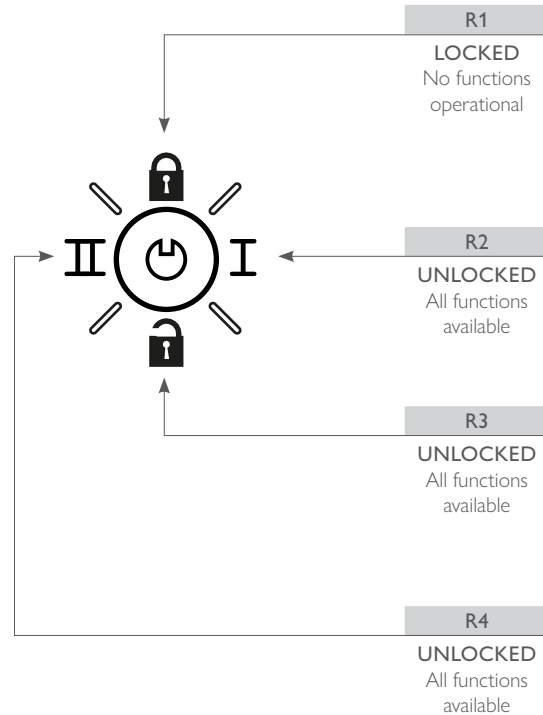 R1
LOCKED
No functions
operational
II
I
R2
UNLOCKED
All functions
available
R3
UNLOCKED
All functions
available
R4
UNLOCKED
All functions
available